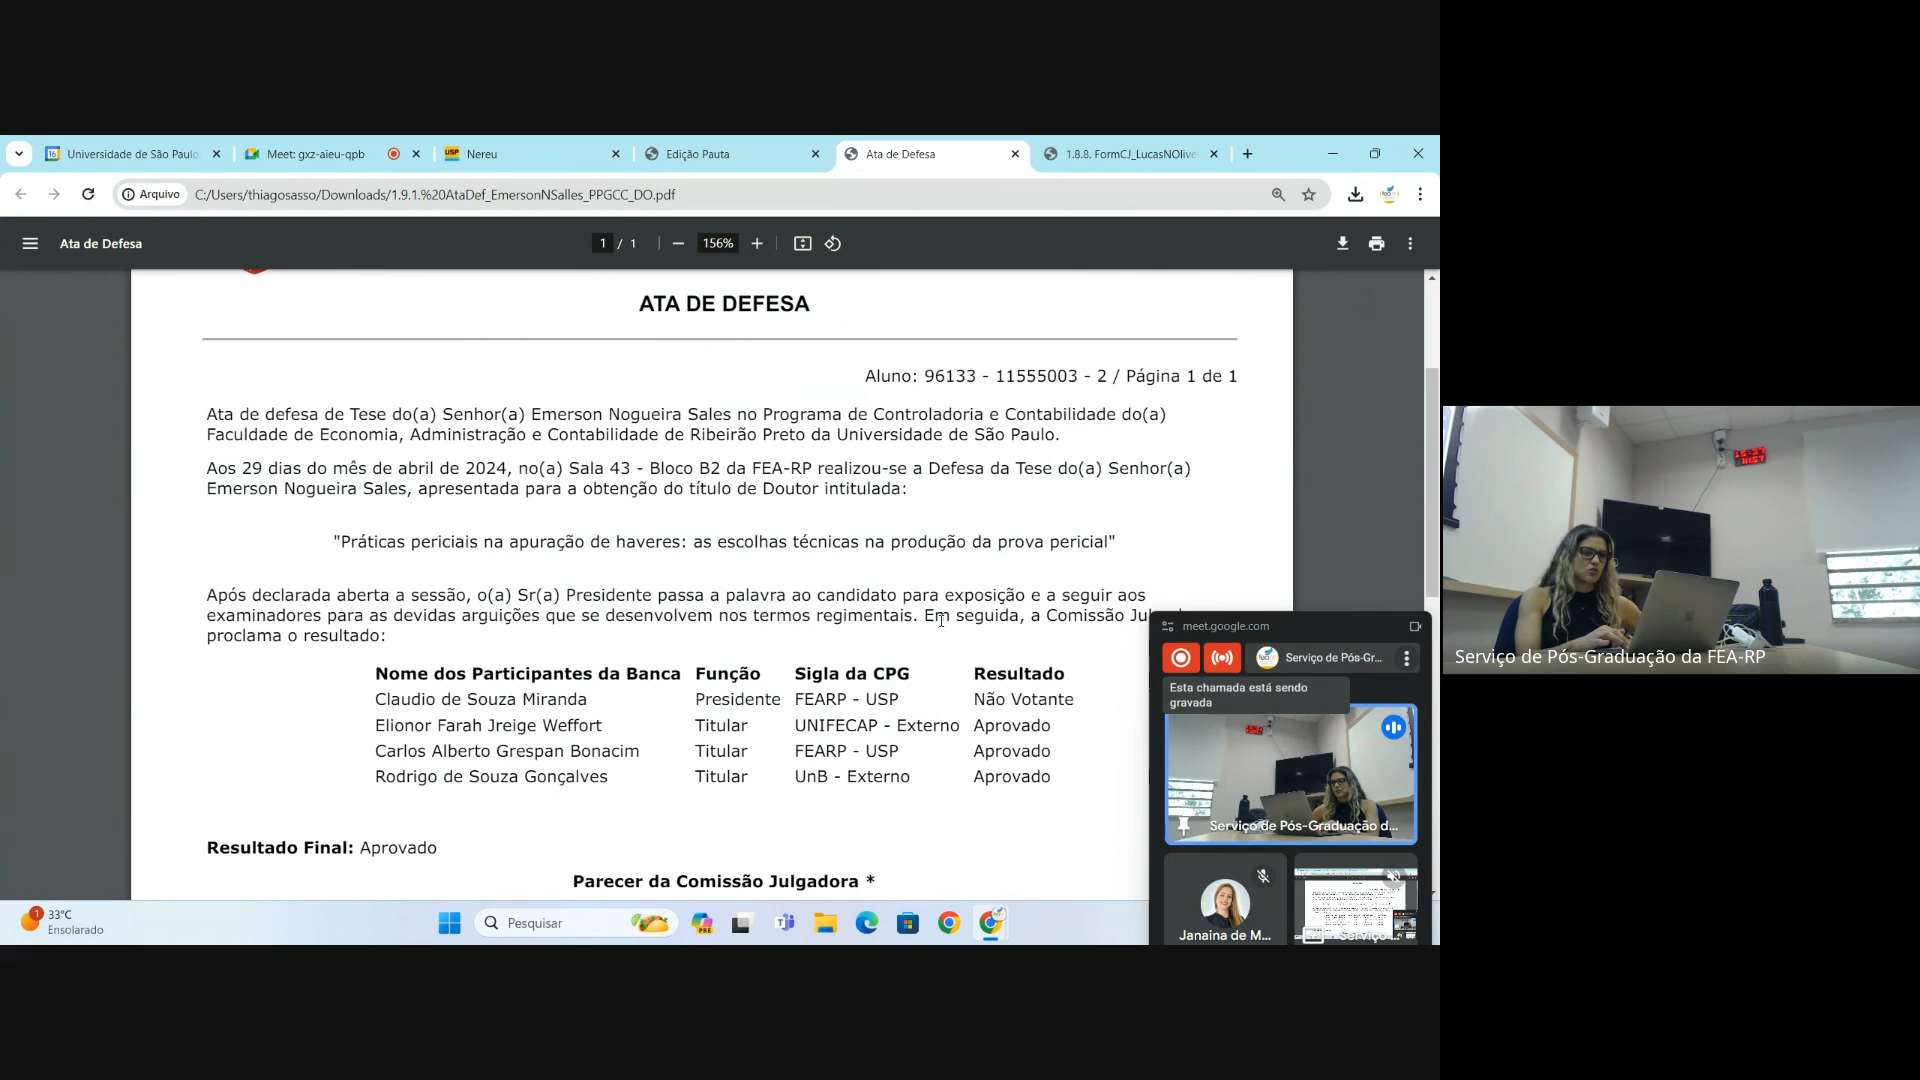 Universidade de São Paulo
Meet: gxz-aieu-qpb
Nereu
Edição Pauta
Ata de Defesa
1.8.8. FormCJ_LucasNOlive
Arquivo
C:/Users/thiagosasso/Downloads/1.9.1.%20AtaDef_EmersonNSalles_PPGCC_DO.pdf
Ata de Defesa
1 / 1
156%
ATA DE DEFESA
Aluno: 96133 - 11555003 - 2 / Página 1 de 1
Ata de defesa de Tese do(a) Senhor(a) Emerson Nogueira Sales no Programa de Controladoria e Contabilidade do(a)
Faculdade de Economia, Administração e Contabilidade de Ribeirão Preto da Universidade de São Paulo.
Aos 29 dias do mês de abril de 2024, no(a) Sala 43 - Bloco B2 da FEA-RP realizou-se a Defesa da Tese do(a) Senhor(a)
Emerson Nogueira Sales, apresentada para a obtenção do título de Doutor intitulada:
"Práticas periciais na apuração de haveres: as escolhas técnicas na produção da prova pericial"
Após declarada aberta a sessão, o(a) Sr(a) Presidente passa a palavra ao candidato para exposição e a seguir aos
examinadores para as devidas arguições que se desenvolvem nos termos regimentais. Em seguida, a Comissão Ju
proclama o resultado:
Nome dos Participantes da Banca Função Sigla da CPG Resultado
Claudio de Souza Miranda Presidente FEARP - USP Não Votante
Elionor Farah Jreige Weffort Titular UNIFECAP - Externo Aprovado
Carlos Alberto Grespan Bonacim Titular FEARP - USP Aprovado
Rodrigo de Souza Gonçalves Titular UnB - Externo Aprovado
Resultado Final: Aprovado
Parecer da Comissão Julgadora *
meet.google.com
Serviço de Pós-Gr...
Esta chamada está sendo
gravada
Serviço de Pós-Graduação d...
Janaina de M...
Serviço ...
33°C
Ensolarado
Pesquisar
Serviço de Pós-Graduação da FEA-RP